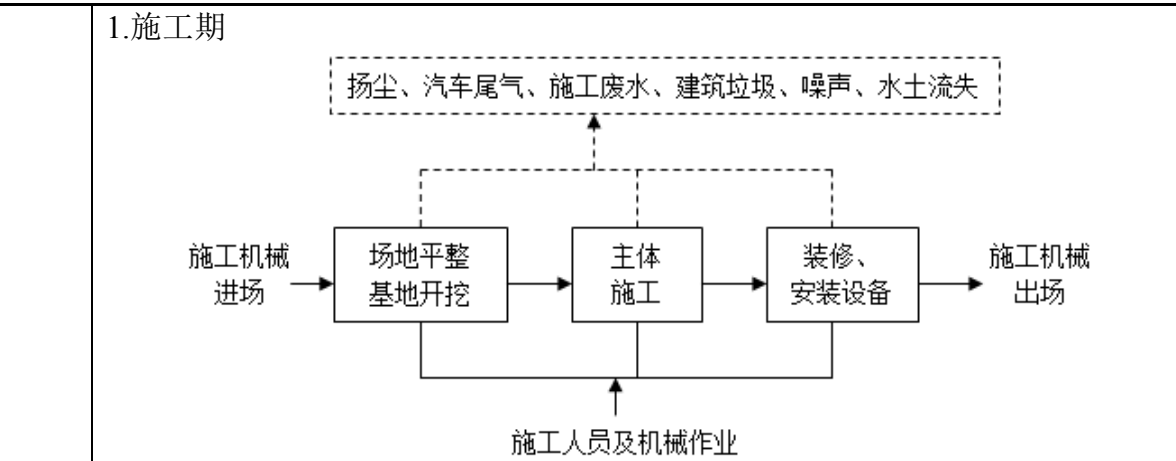 1.施工期
扬尘、汽车尾气、施工废水、建筑垃圾、噪声、水土流失
施工机械
进场
场地平整
基地开挖
主体
施工
装修、
安装设备
施工机械
出场
施工人员及机械作业